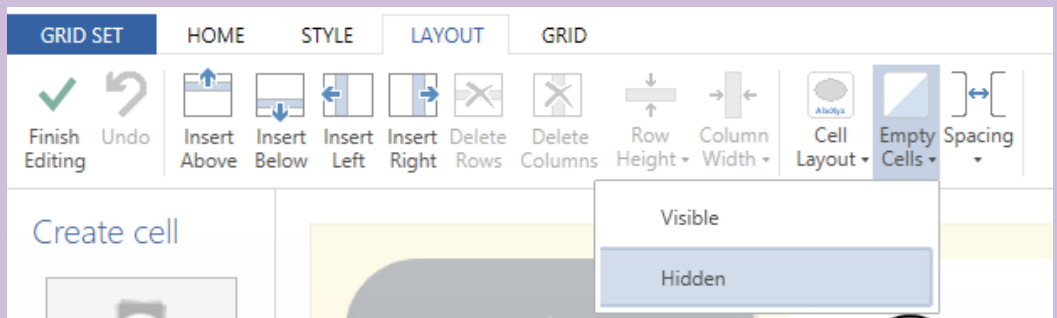 GRID SET HOME STYLE LAYOUT GRID
Finish Undo Insert Insert Insert Insert Delete Delete Row Column Cell Empty Spacing
Editing Above Below Left Right Rows Columns Height Width Layout Cells
Visible
Create cell
Hidden